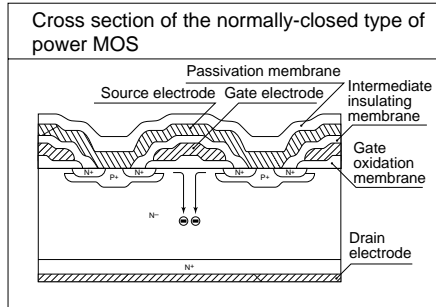 Cross section of the normally-closed type of
power MOS
Passivation membrane
Source electrode
Gate electrode
Intermediate
insulating
membrane
Gate
oxidation
membrane
N+
P+
N+
N+
P+
N+
N−
Drain
electrode
N+